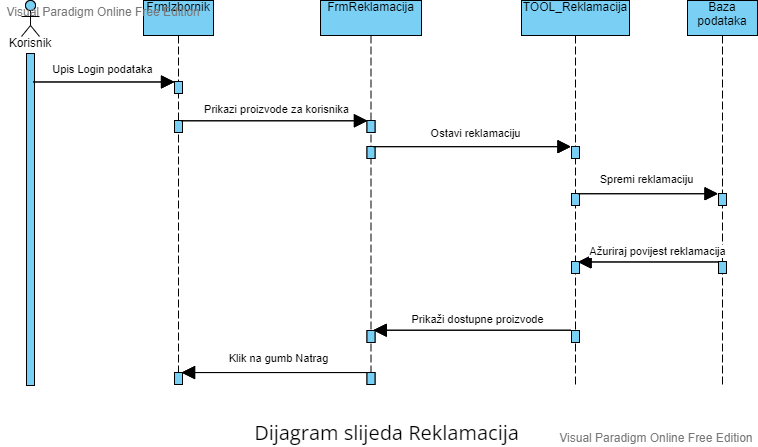 Visual Paradigm Online Free Edition
FrmIzbornik
FrmReklamacija
TOOL_Reklamacija
Baza
podataka
Korisnik
Upis Login podataka
Prikazi proizvode za korisnika
Ostavi reklamaciju
Spremi reklamaciju
Ažuriraj povijest reklamacija
Prikaži dostupne proizvode
Klik na gumb Natrag
Dijagram slijeda Reklamacija
Visual Paradigm Online Free Edition